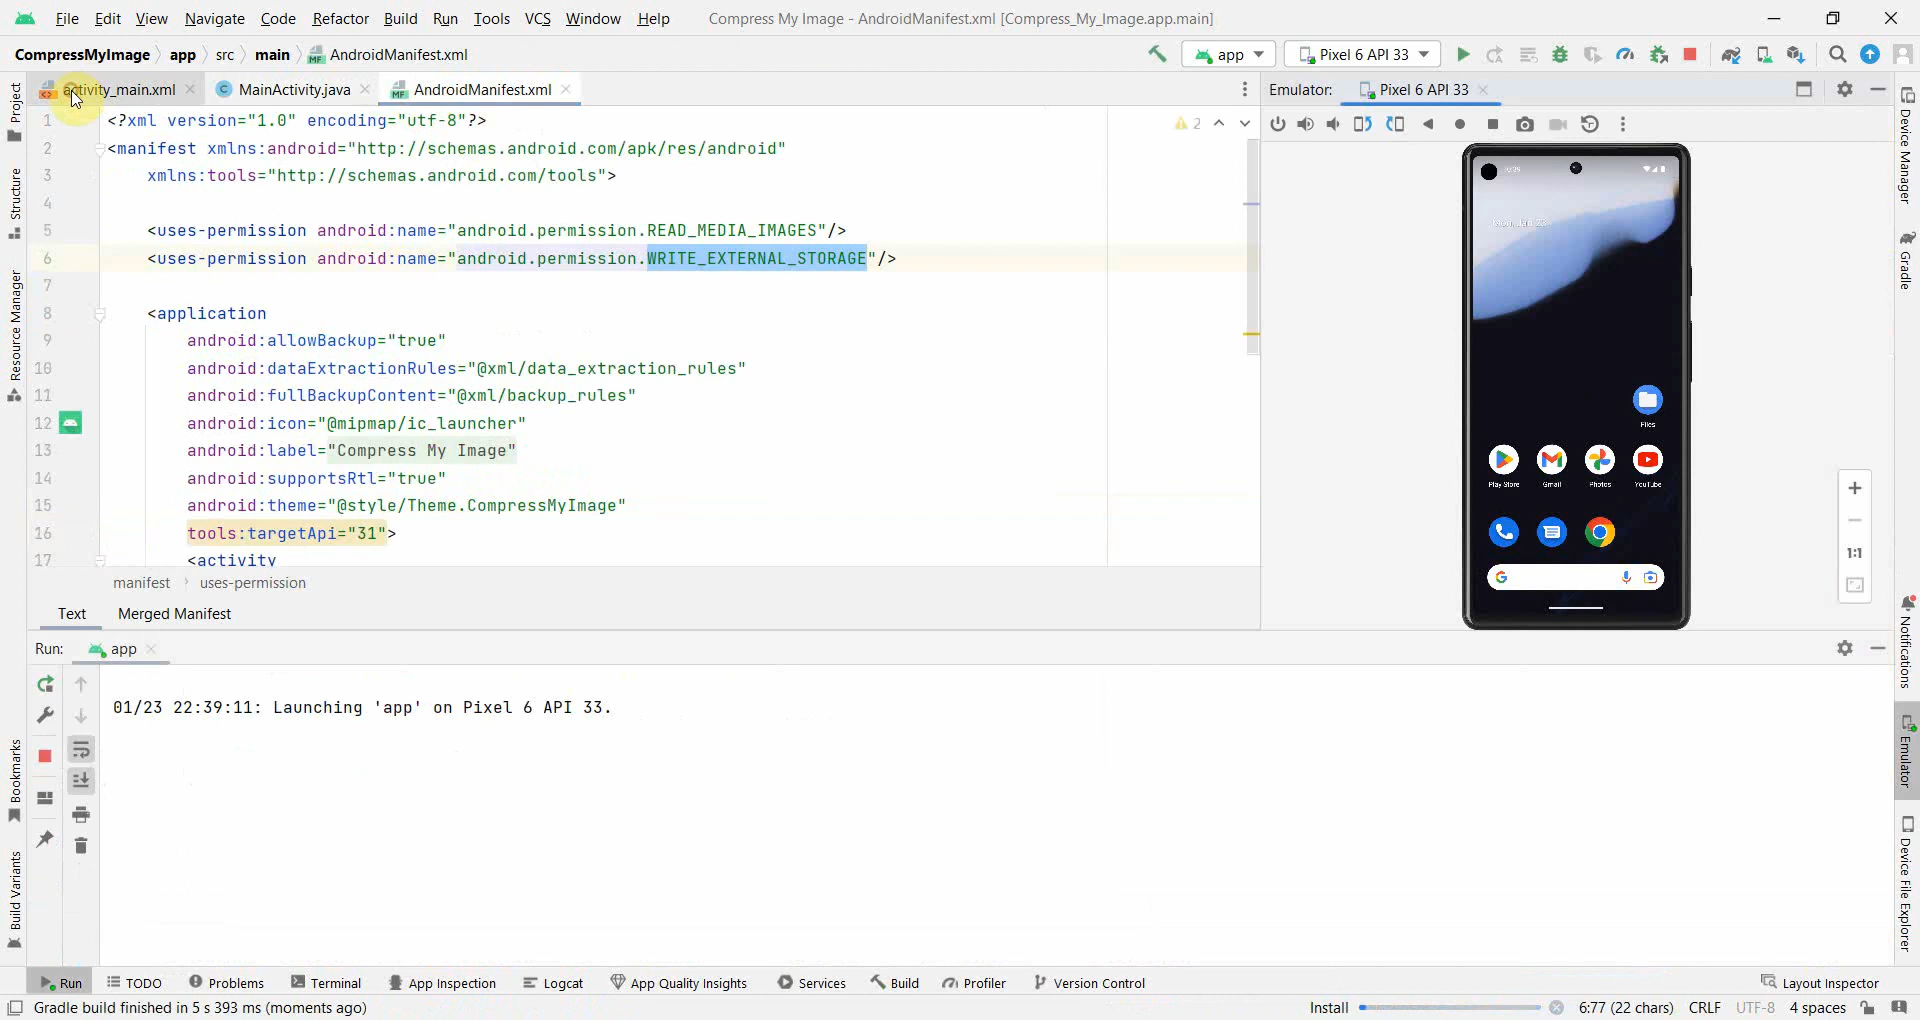 File Edit View Navigate Code Refactor Build Run Tools VCS Window Help Compress My Image - AndroidManifest.xml [Compress_My_Image.app.main]
CompressMyImage app src main AndroidManifest.xml app Pixel 6 API 33
activity_main.xml MainActivity.java AndroidManifest.xml Emulator: Pixel 6 API 33
1 <?xml version="1.0" encoding="utf-8"?> 2
2 <manifest xmlns:android="http://schemas.android.com/apk/res/android"
3 xmlns:tools="http://schemas.android.com/tools">
4
5 <uses-permission android:name="android.permission.READ_MEDIA_IMAGES"/>
6 <uses-permission android:name="android.permission.WRITE_EXTERNAL_STORAGE"/>
7
8 <application
9 android:allowBackup="true"
10 android:dataExtractionRules="@xml/data_extraction_rules"
11 android:fullBackupContent="@xml/backup_rules"
12 android:icon="@mipmap/ic_launcher"
13 android:label="Compress My Image"
14 android:supportsRtl="true"
15 android:theme="@style/Theme.CompressMyImage"
16 tools:targetApi="31">
17 <activity
manifest uses-permission
Text Merged Manifest
Project
Structure
Resource Manager
Bookmarks
Build Variants
Files
Play Store Gmail Photos YouTube
1:1
Device Manager
Gradle
Notifications
Emulator
Device File Explorer
Run: app
01/23 22:39:11: Launching 'app' on Pixel 6 API 33.
Run TODO Problems Terminal App Inspection Logcat App Quality Insights Services Build Profiler Version Control Layout Inspector
Gradle build finished in 5 s 393 ms (moments ago) Install 6:77 (22 chars) CRLF UTF-8 4 spaces